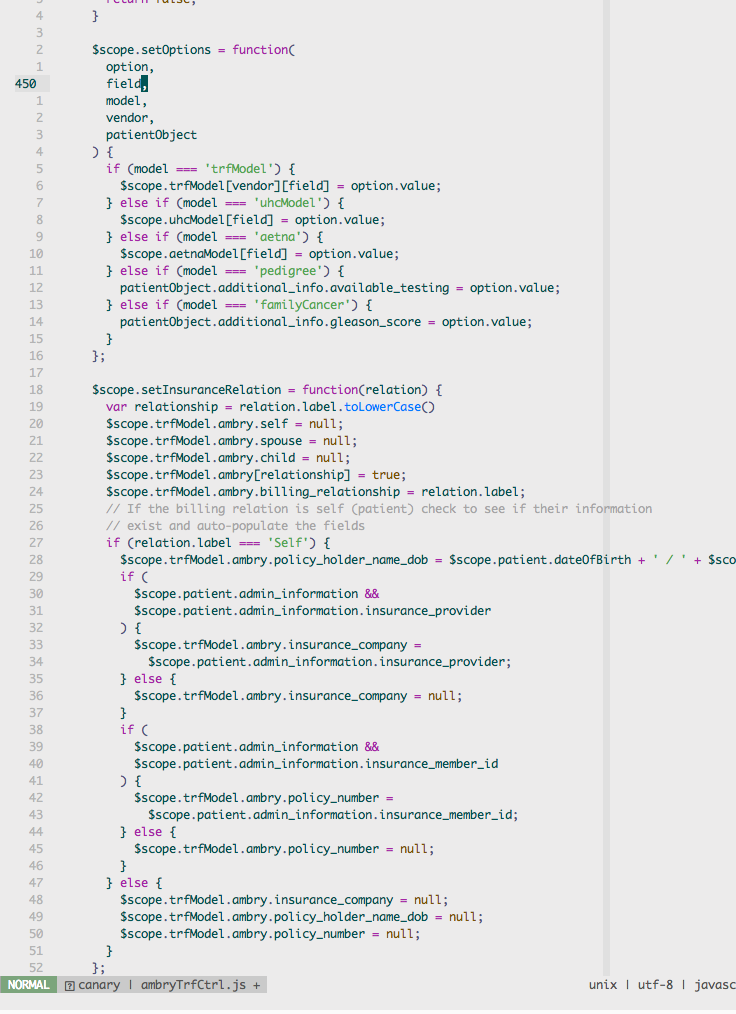 3 return false;
4 }
3
2 $scope.setOptions = function(
1 option,
450 field,
1 model,
2 vendor,
3 patientObject
4 ) {
5 if (model === 'trfModel') {
6 $scope.trfModel[vendor][field] = option.value;
7 } else if (model === 'uhcModel') {
8 $scope.uhcModel[field] = option.value;
9 } else if (model === 'aetna') {
10 $scope.aetnaModel[field] = option.value;
11 } else if (model === 'pedigree') {
12 patientObject.additional_info.available_testing = option.value;
13 } else if (model === 'familyCancer') {
14 patientObject.additional_info.gleason_score = option.value;
15 }
16 };
17
18 $scope.setInsuranceRelation = function(relation) {
19 var relationship = relation.label.toLowerCase()
20 $scope.trfModel.ambry.self = null;
21 $scope.trfModel.ambry.spouse = null;
22 $scope.trfModel.ambry.child = null;
23 $scope.trfModel.ambry[relationship] = true;
24 $scope.trfModel.ambry.billing_relationship = relation.label;
25 // If the billing relation is self (patient) check to see if their information
26 // exist and auto-populate the fields
27 if (relation.label === 'Self') {
28 $scope.trfModel.ambry.policy_holder_name_dob = $scope.patient.dateOfBirth + ' / ' + $sco
29 if (
30 $scope.patient.admin_information &&
31 $scope.patient.admin_information.insurance_provider
32 ) {
33 $scope.trfModel.ambry.insurance_company =
34 $scope.patient.admin_information.insurance_provider;
35 } else {
36 $scope.trfModel.ambry.insurance_company = null;
37 }
38 if (
39 $scope.patient.admin_information &&
40 $scope.patient.admin_information.insurance_member_id
41 ) {
42 $scope.trfModel.ambry.policy_number =
43 $scope.patient.admin_information.insurance_member_id;
44 } else {
45 $scope.trfModel.ambry.policy_number = null;
46 }
47 } else {
48 $scope.trfModel.ambry.insurance_company = null;
49 $scope.trfModel.ambry.policy_holder_name_dob = null;
50 $scope.trfModel.ambry.policy_number = null;
51 }
52 };
NORMAL canary | ambryTrfCtrl.js + unix | utf-8 | javasc